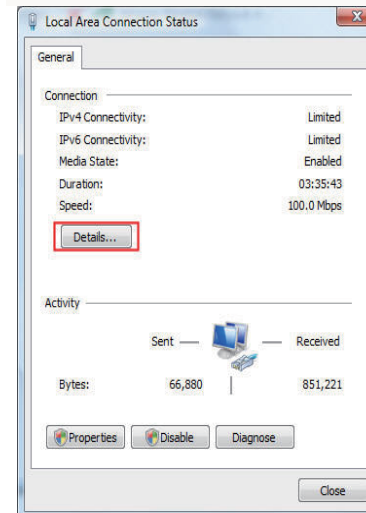 Local Area Connection Status
General
Connection
IPv4 Connectivity: Limited
IPv6 Connectivity: Limited
Media State: Enabled
Duration: 03:35:43
Speed: 100.0 Mbps
Details...
Activity
Sent Received
Bytes: 66,880 851,221
Properties Disable Diagnose
Close